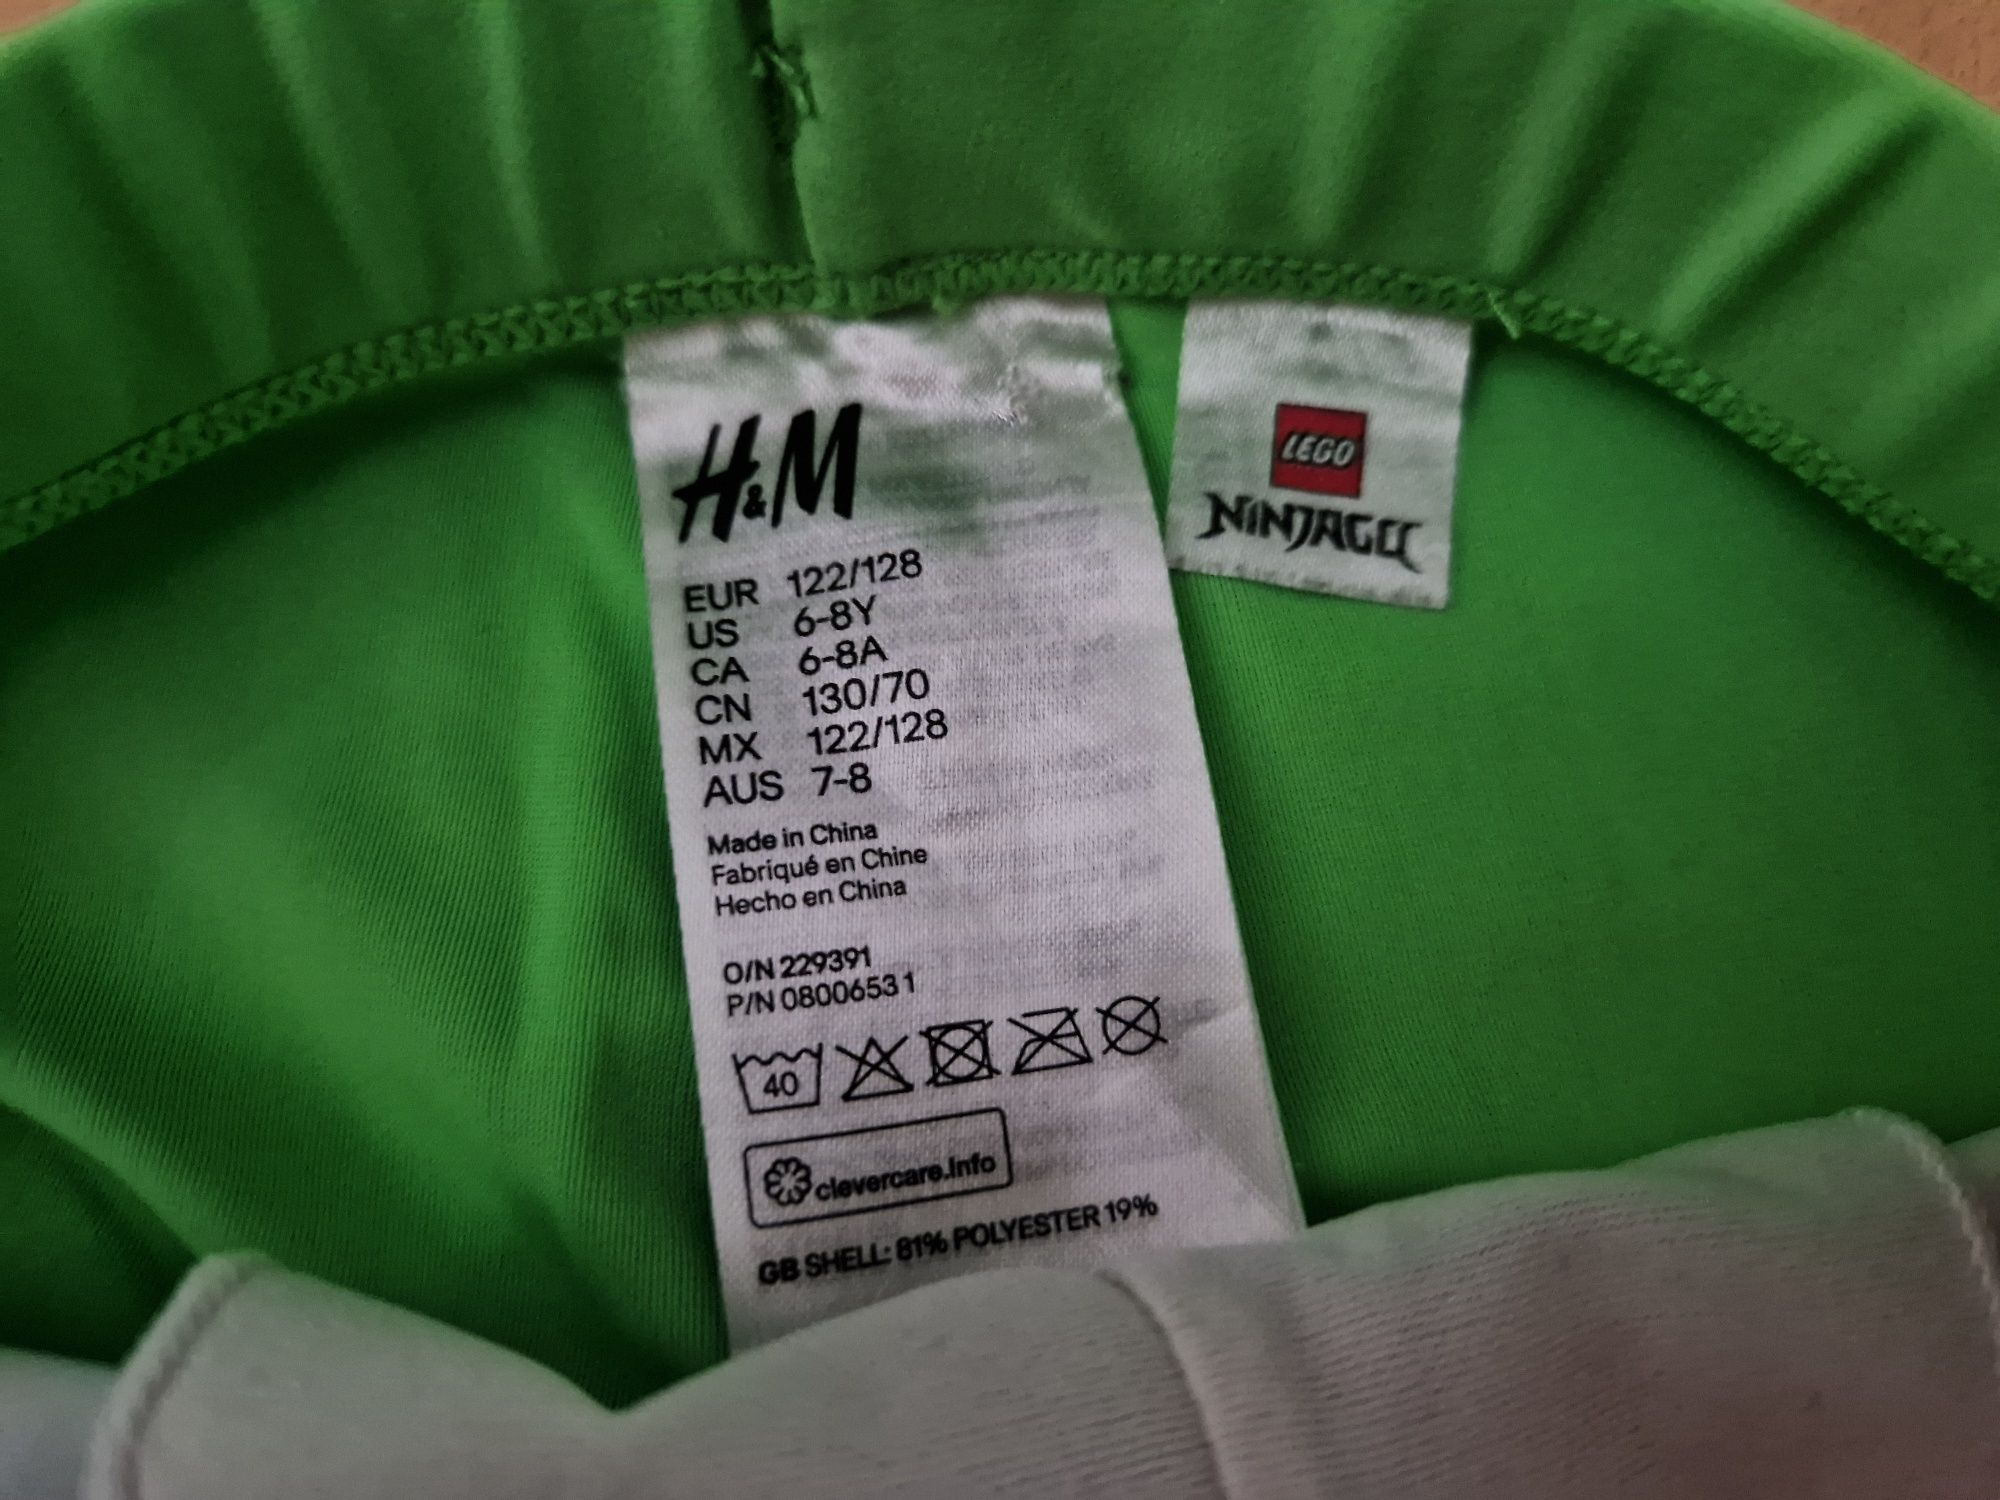 H&M
EUR 122/128
US 6-8Y
CA 6-8A
CN 130/70
MX 122/128
AUS 7-8
Made in China
Fabriqué en Chine
Hecho en China
O/N 229391
P/N 08006531
40
clevercare.info
GB SHELL: 81% POLYESTER 19%
LEGO
NINJAGO